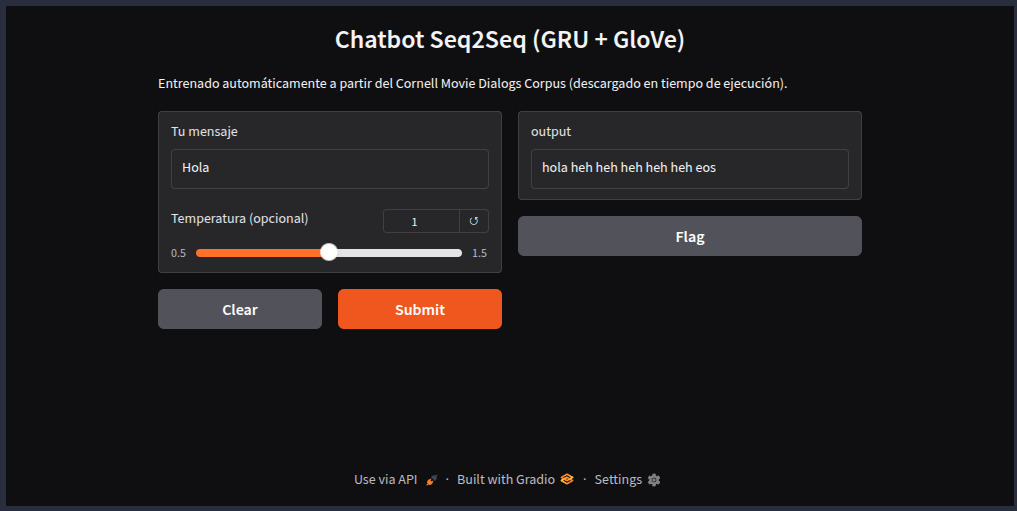 Chatbot Seq2Seq (GRU + GloVe)
Entrenado automáticamente a partir del Cornell Movie Dialogs Corpus (descargado en tiempo de ejecución).
Tu mensaje
Hola
Temperatura (opcional)
1
0.5
1.5
Clear
Submit
output
hola heh heh heh heh heh eos
Flag
Use via API · Built with Gradio · Settings